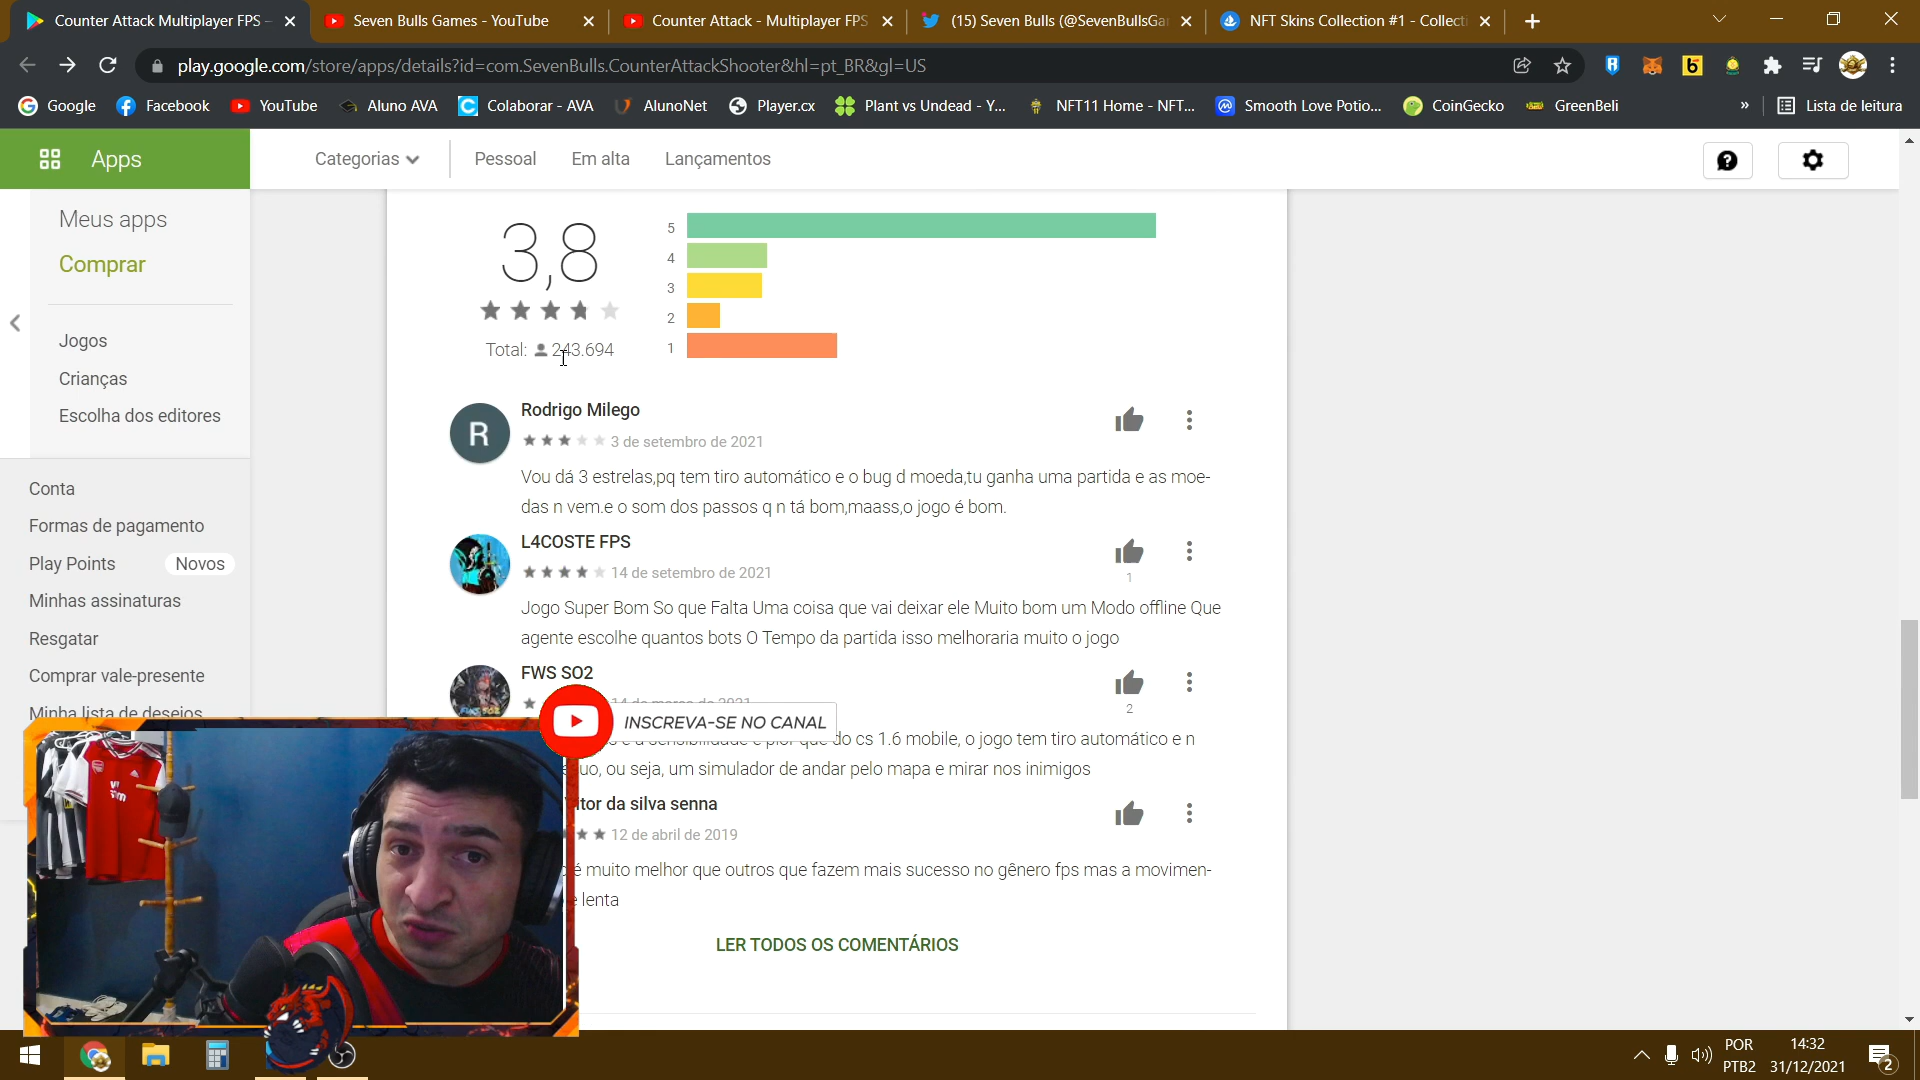 Counter Attack Multiplayer FPS -
Seven Bulls Games - YouTube
Counter Attack - Multiplayer FPS
(15) Seven Bulls (@SevenBullsGa
NFT Skins Collection #1 - Collecti
play.google.com/store/apps/details?id=com.SevenBulls.CounterAttackShooter&hl=pt_BR&gl=US
Google
Facebook
YouTube
Aluno AVA
Colaborar - AVA
AlunoNet
Player.cx
Plant vs Undead - Y...
NFT11 Home - NFT...
Smooth Love Potio...
CoinGecko
GreenBeli
»
Lista de leitura
Apps
Categorias
Pessoal
Em alta
Lançamentos
Meus apps
Comprar
Jogos
Crianças
Escolha dos editores
Conta
Formas de pagamento
Play Points Novos
Minhas assinaturas
Resgatar
Comprar vale-presente
Minha lista de desejos
3,8
Total: 243.694
5
4
3
2
1
Rodrigo Milego
3 de setembro de 2021
Vou dá 3 estrelas,pq tem tiro automático e o bug d moeda,tu ganha uma partida e as moe-
das n vem.e o som dos passos q n tá bom,maass,o jogo é bom.
L4COSTE FPS
14 de setembro de 2021
1
Jogo Super Bom So que Falta Uma coisa que vai deixar ele Muito bom um Modo offline Que
agente escolhe quantos bots O Tempo da partida isso melhoraria muito o jogo
FWS SO2
14 de março de 2021
2
INSCREVA-SE NO CANAL
do cs 1.6 mobile, o jogo tem tiro automático e n
ou seja, um simulador de andar pelo mapa e mirar nos inimigos
da silva senna
12 de abril de 2019
é muito melhor que outros que fazem mais sucesso no gênero fps mas a movimen-
lenta
LER TODOS OS COMENTÁRIOS
POR
PTB2
14:32
31/12/2021
2